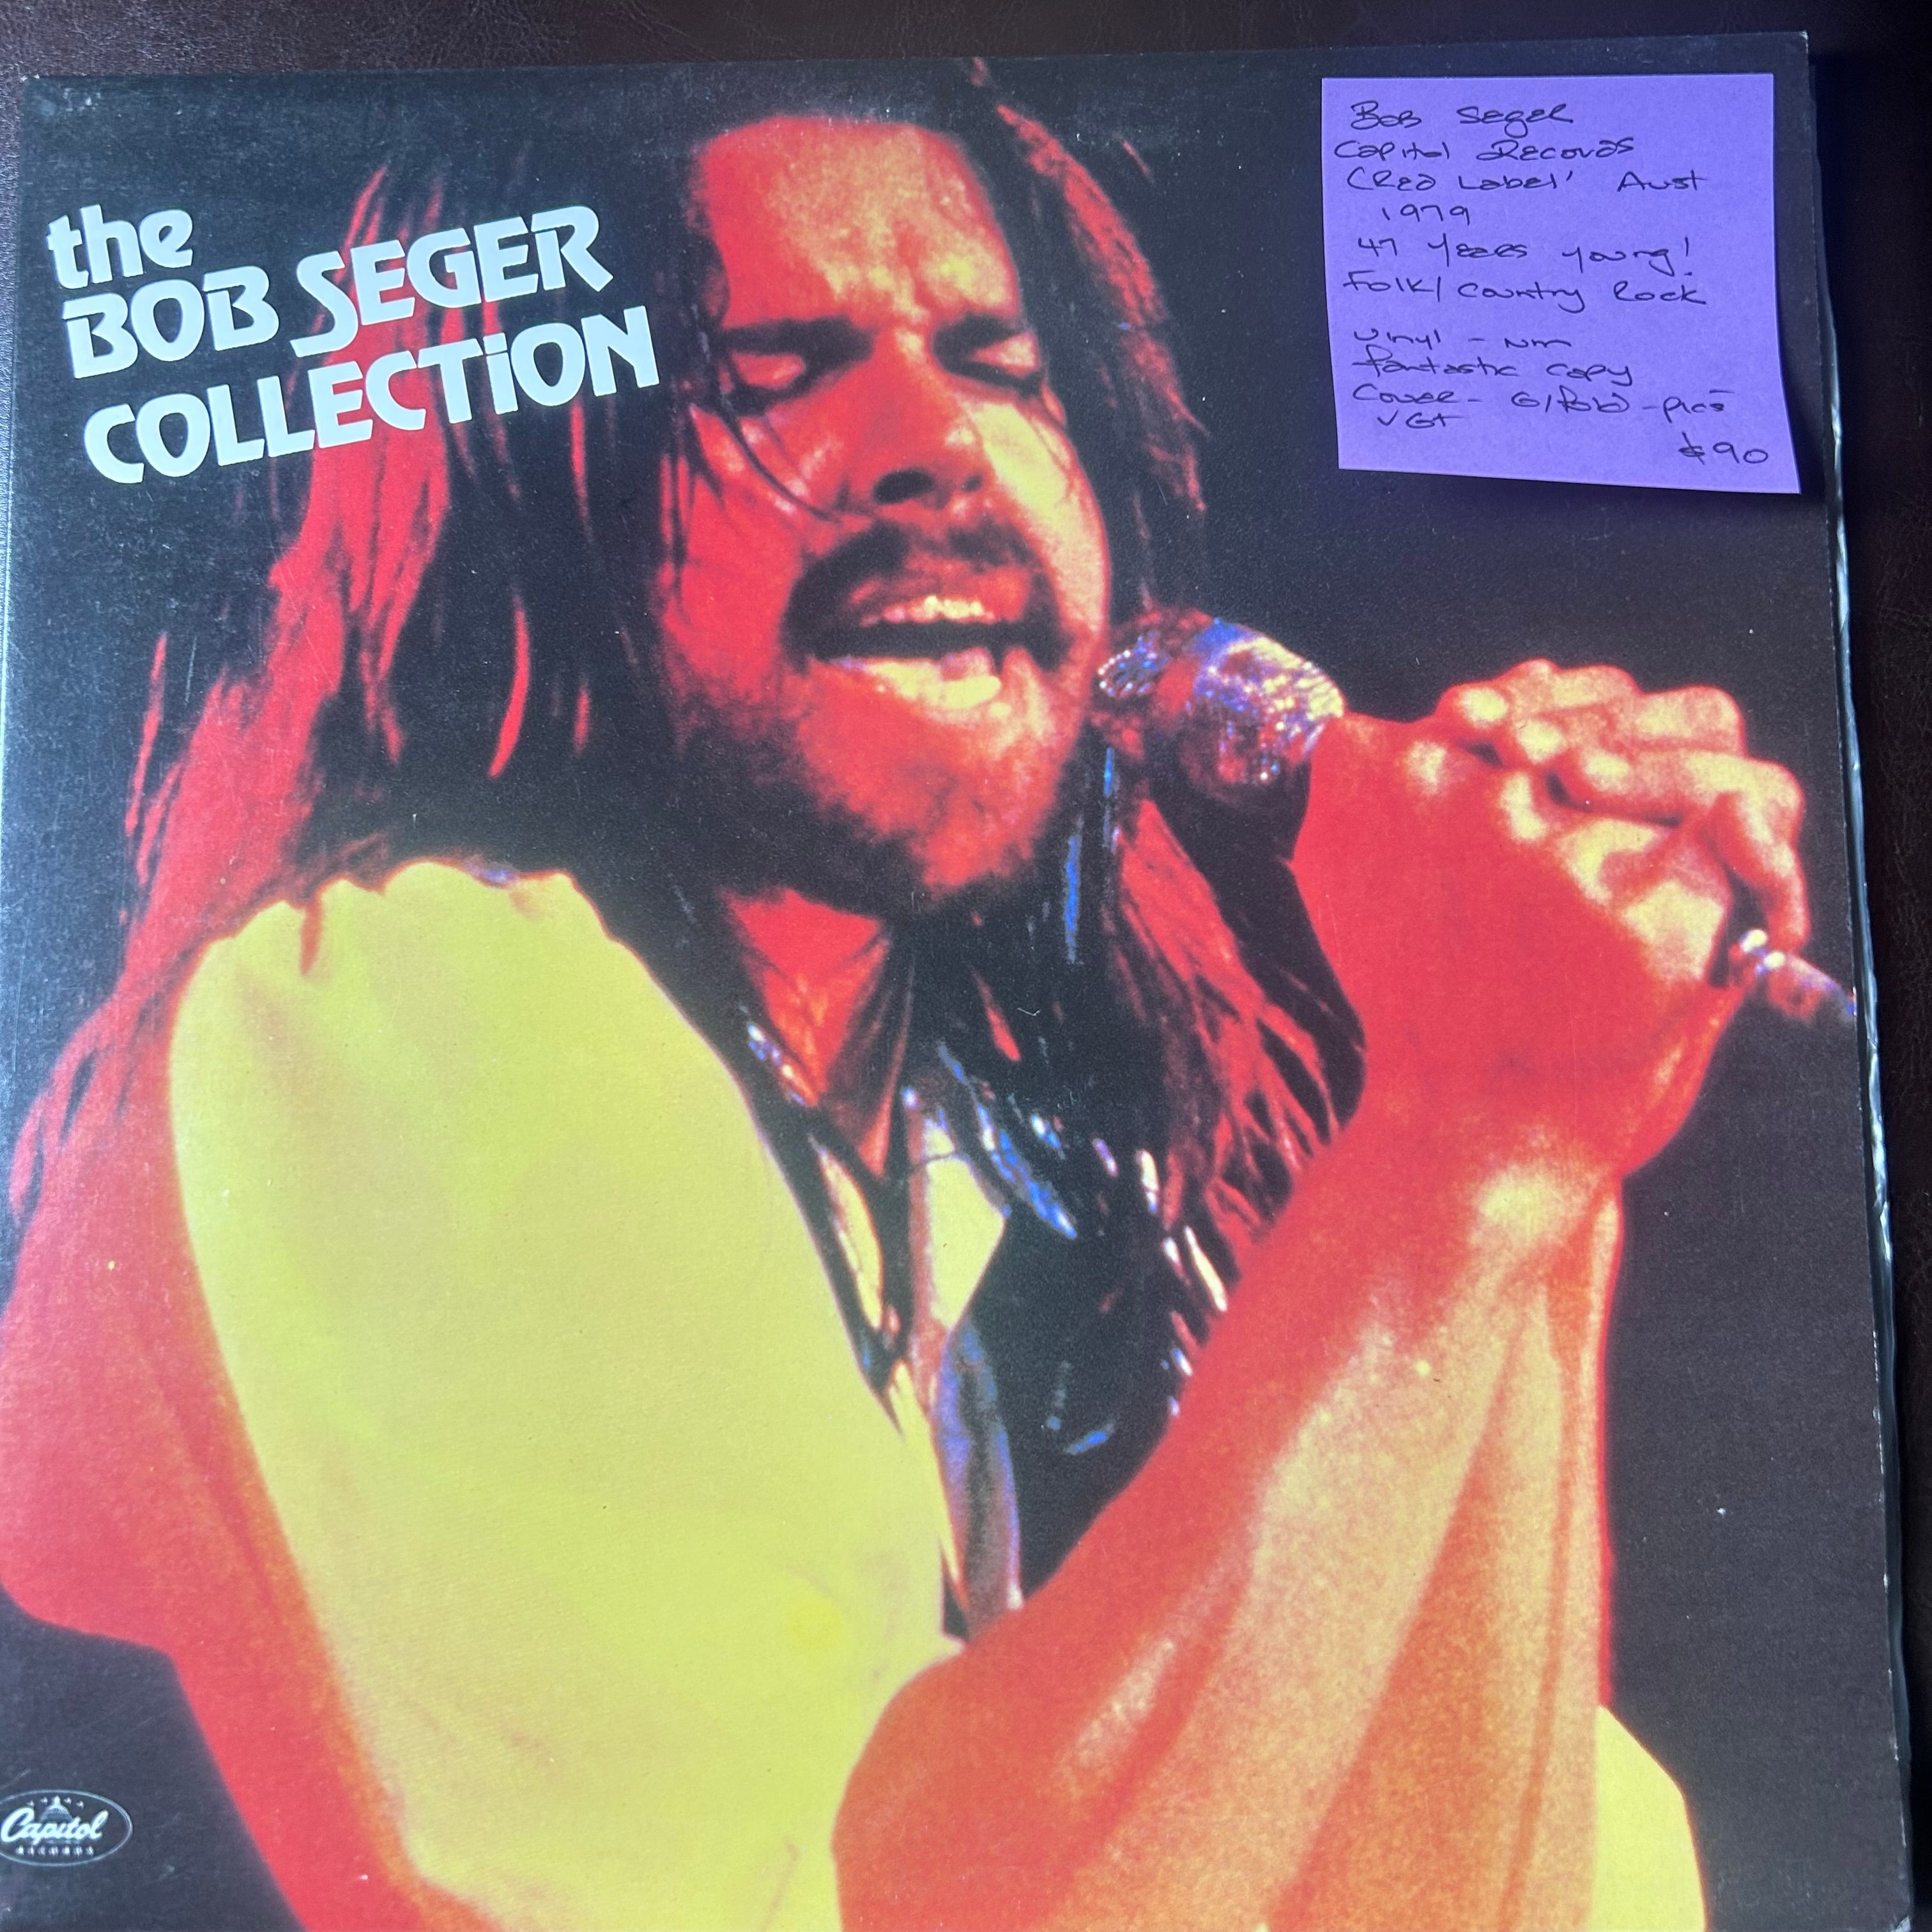 the
BOB SEGER
COLLECTION
Bob Seger
Capitol Records
(Red Label' Aust
1979
47 Years young!
Folk/Country Rock
Vinyl - NM
fantastic copy
Cover - G/Fold - pics
VG+
$90
Capitol
RECORDS